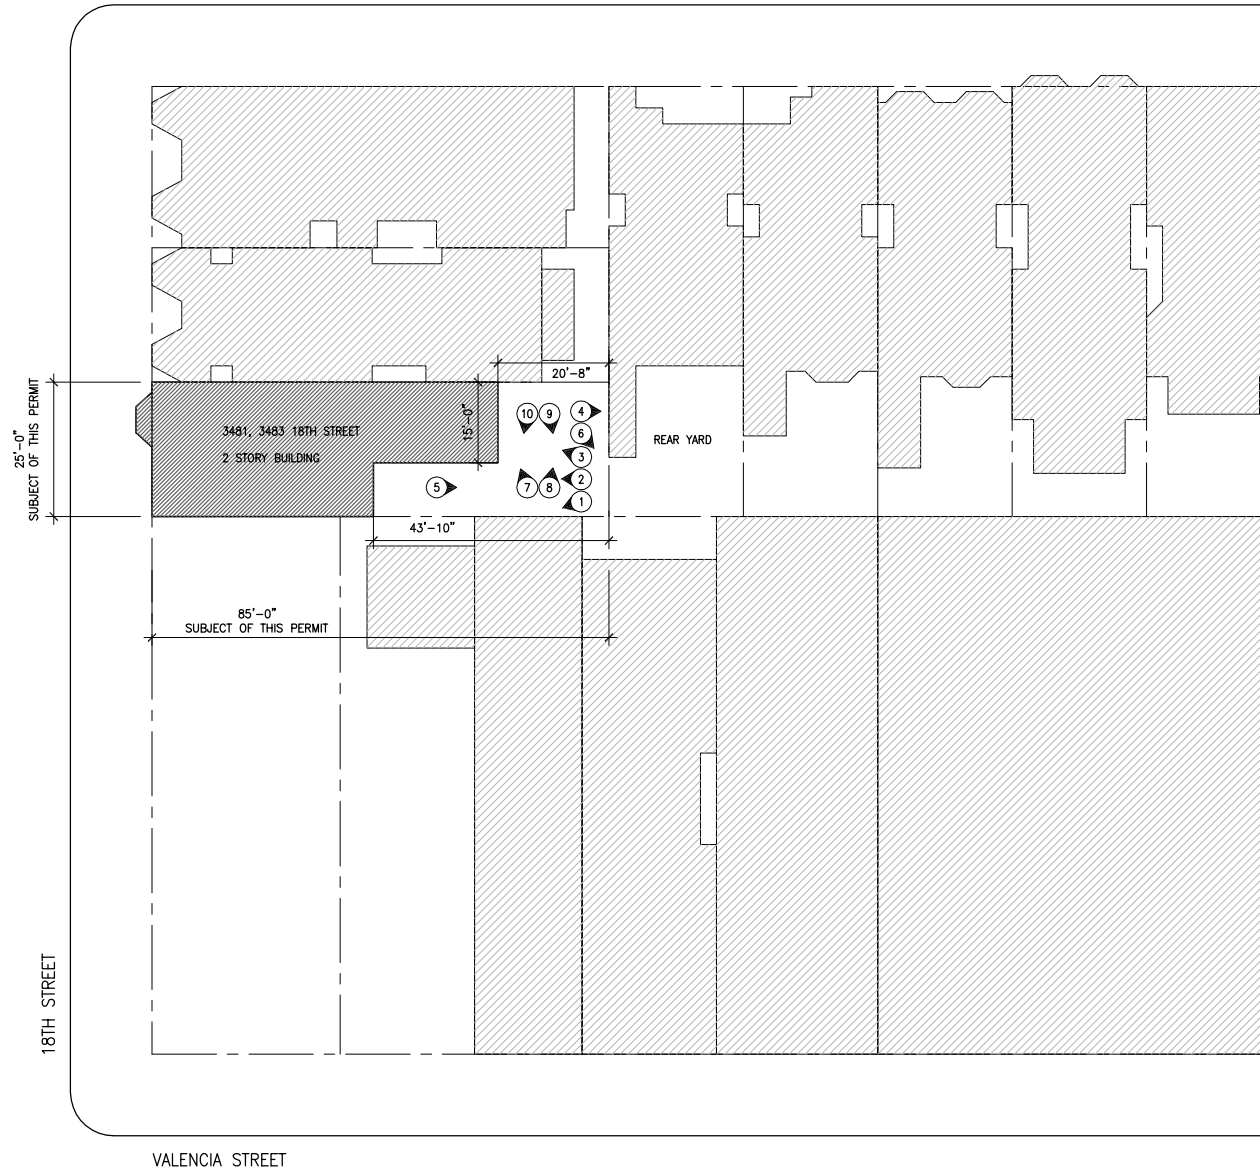 20'-8"
25'-0"
SUBJECT OF THIS PERMIT
15'-0"
3481, 3483 18TH STREET
2 STORY BUILDING
10
9
4
6
3
2
1
7
8
5
REAR YARD
43'-10"
85'-0"
SUBJECT OF THIS PERMIT
18TH STREET
VALENCIA STREET